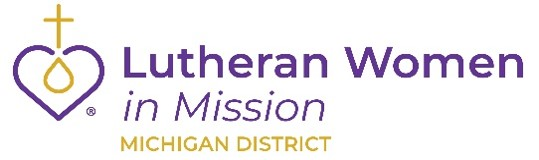 Lutheran Women
in Mission
MICHIGAN DISTRICT
®